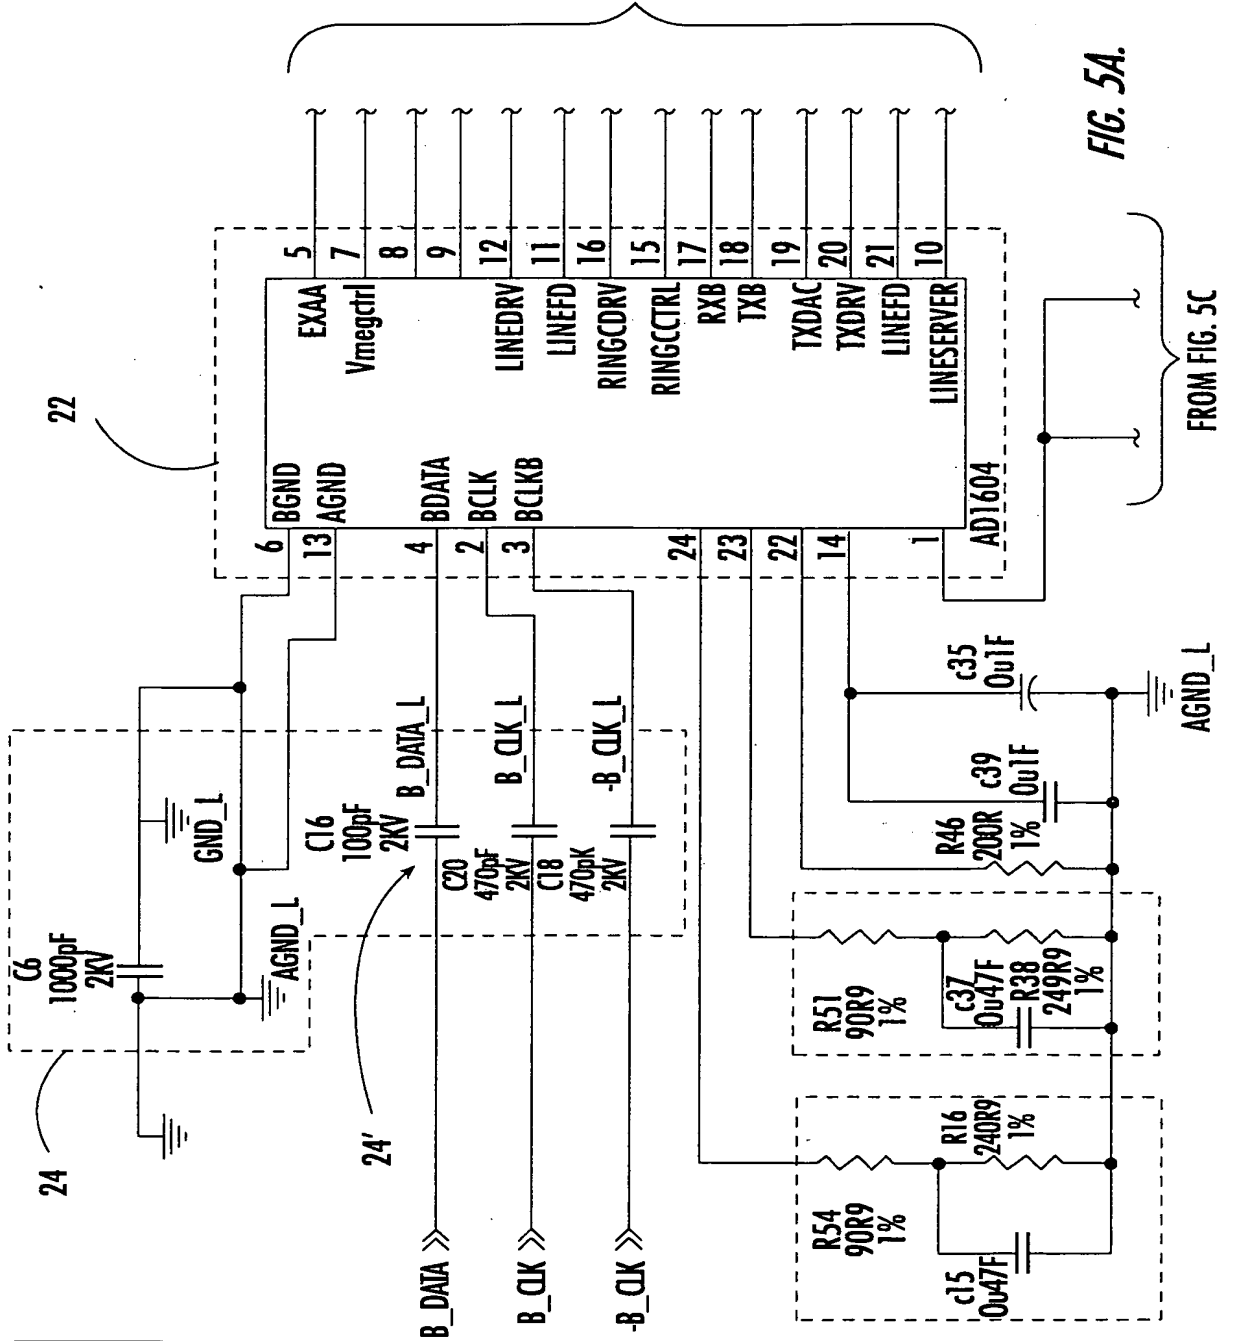 FIG. 5A.
22
24
24'
5
7
8
9
12
11
16
15
17
18
19
20
21
10
EXAA
Vmegctrl
LINEDRV
LINEFD
RINGCDRV
RINGCCTRL
RXB
TXB
TXDAC
TXDRV
LINEFD
LINESERVER
BGND
AGND
BDATA
BCLK
BCLKB
AD1604
6
13
4
2
3
24
23
22
14
1
FROM FIG. 5C
C6
1000pF
2KV
GND_L
AGND_L
C16
100pF
2KV
B_DATA_L
C20
470pF
2KV
B_CLK_L
C18
470pK
2KV
-B_CLK_L
B_DATA
B_CLK
-B_CLK
c35
0u1F
c39
0u1F
AGND_L
R46
200R
1%
R51
90R9
1%
c37
0u47F
R38
249R9
1%
R54
90R9
1%
R16
240R9
1%
c15
0u47F